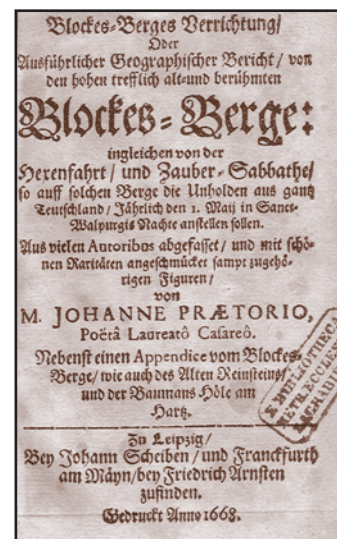 Blockes-Berges Verrichtung/
Oder
Ausführlicher Geographischer Bericht / von
den hohen trefflich alt-und berühmten
Blockes-Berge:
ingleichen von der
Hexenfahrt / und Zauber-Sabbathe/
so auff solchen Berge die Unholden aus gantz
Teutschland / Jährlich den 1. Maij in Sanct-
Walpurgis Nachte anstellen sollen.
Aus vielen Autoribus abgefasset / und mit schö-
nen Raritäten angeschmücket sampt zugehö-
rigen Figuren /
von
M. JOHANNE PRÆTORIO,
Poëtâ Laureatô Cæsareô.
Nebenst einen Appendice vom Blockes-
Berge / wie auch des Alten Reinsteins/
und der Baumans Höle am
Hartz.
Zu Leipzig /
Bey Johann Scheiben / und Franckfurth
am Mäyn / bey Friedrich Arnsten
zufinden.
Gedruckt Anno 1668.
BIBLIOTHECA